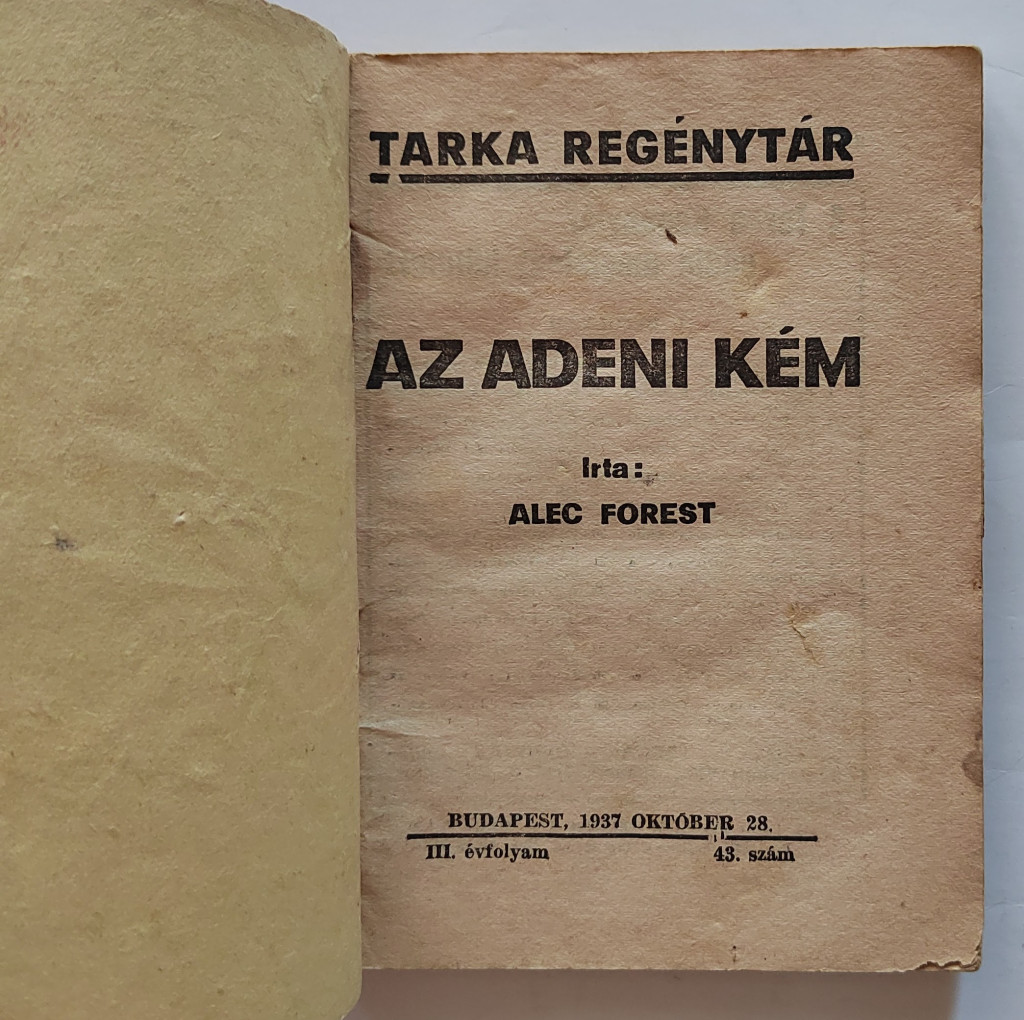 TARKA REGÉNYTÁR
AZ ADENI KÉM
Irta:
ALEC FOREST
BUDAPEST, 1937 OKTÓBER 28.
III. évfolyam 43. szám